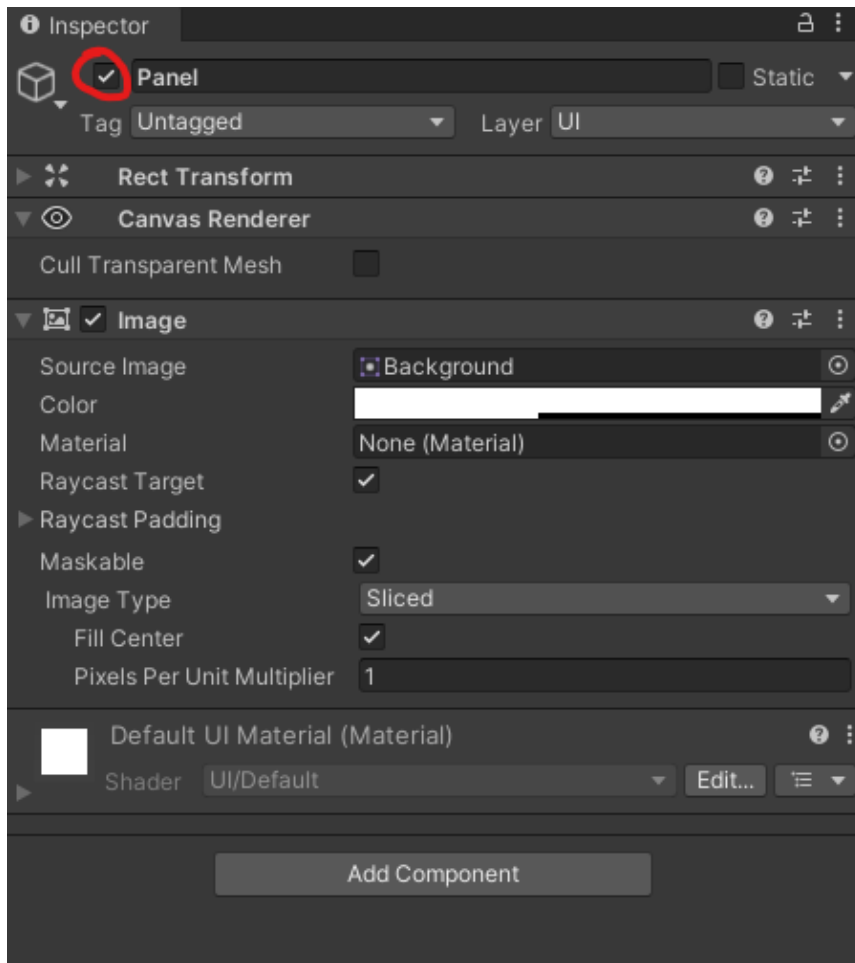 Inspector
Panel Static
Tag Untagged Layer UI
Rect Transform
Canvas Renderer
Cull Transparent Mesh
Image
Source Image Background
Color
Material None (Material)
Raycast Target
Raycast Padding
Maskable
Image Type Sliced
Fill Center
Pixels Per Unit Multiplier 1
Default UI Material (Material)
Shader UI/Default Edit...
Add Component